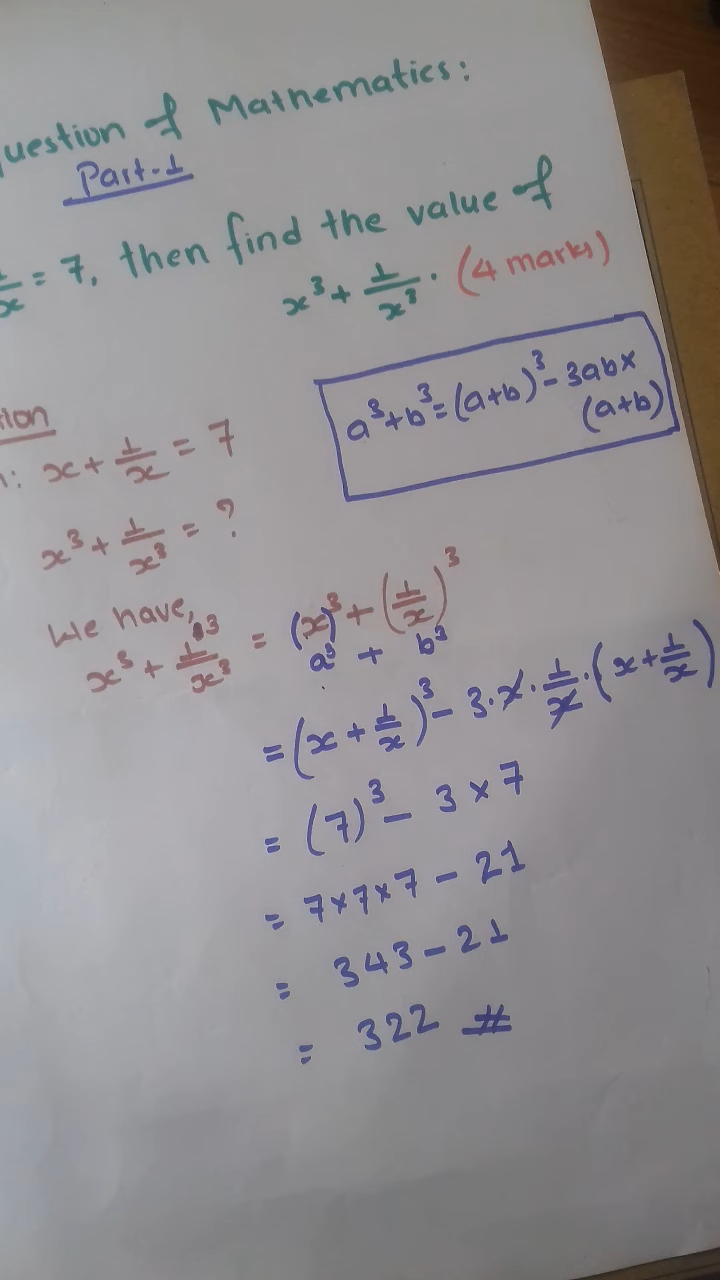 uestion of Mathematics:
Part-1
1/x = 7, then find the value of
x³ + 1/x³. (4 marks)
tion
n: x + 1/x = 7
a³+b³=(a+b)³- 3ab×
(a+b)
x³ + 1/x³ = ?
We have,
x³ + 1³/x³ = (x)³ + (1/x)³
a³ + b³
= (x + 1/x)³ - 3.x.1/x.(x + 1/x)
= (7)³ - 3 × 7
= 7×7×7 - 21
= 343 - 21
= 322 #